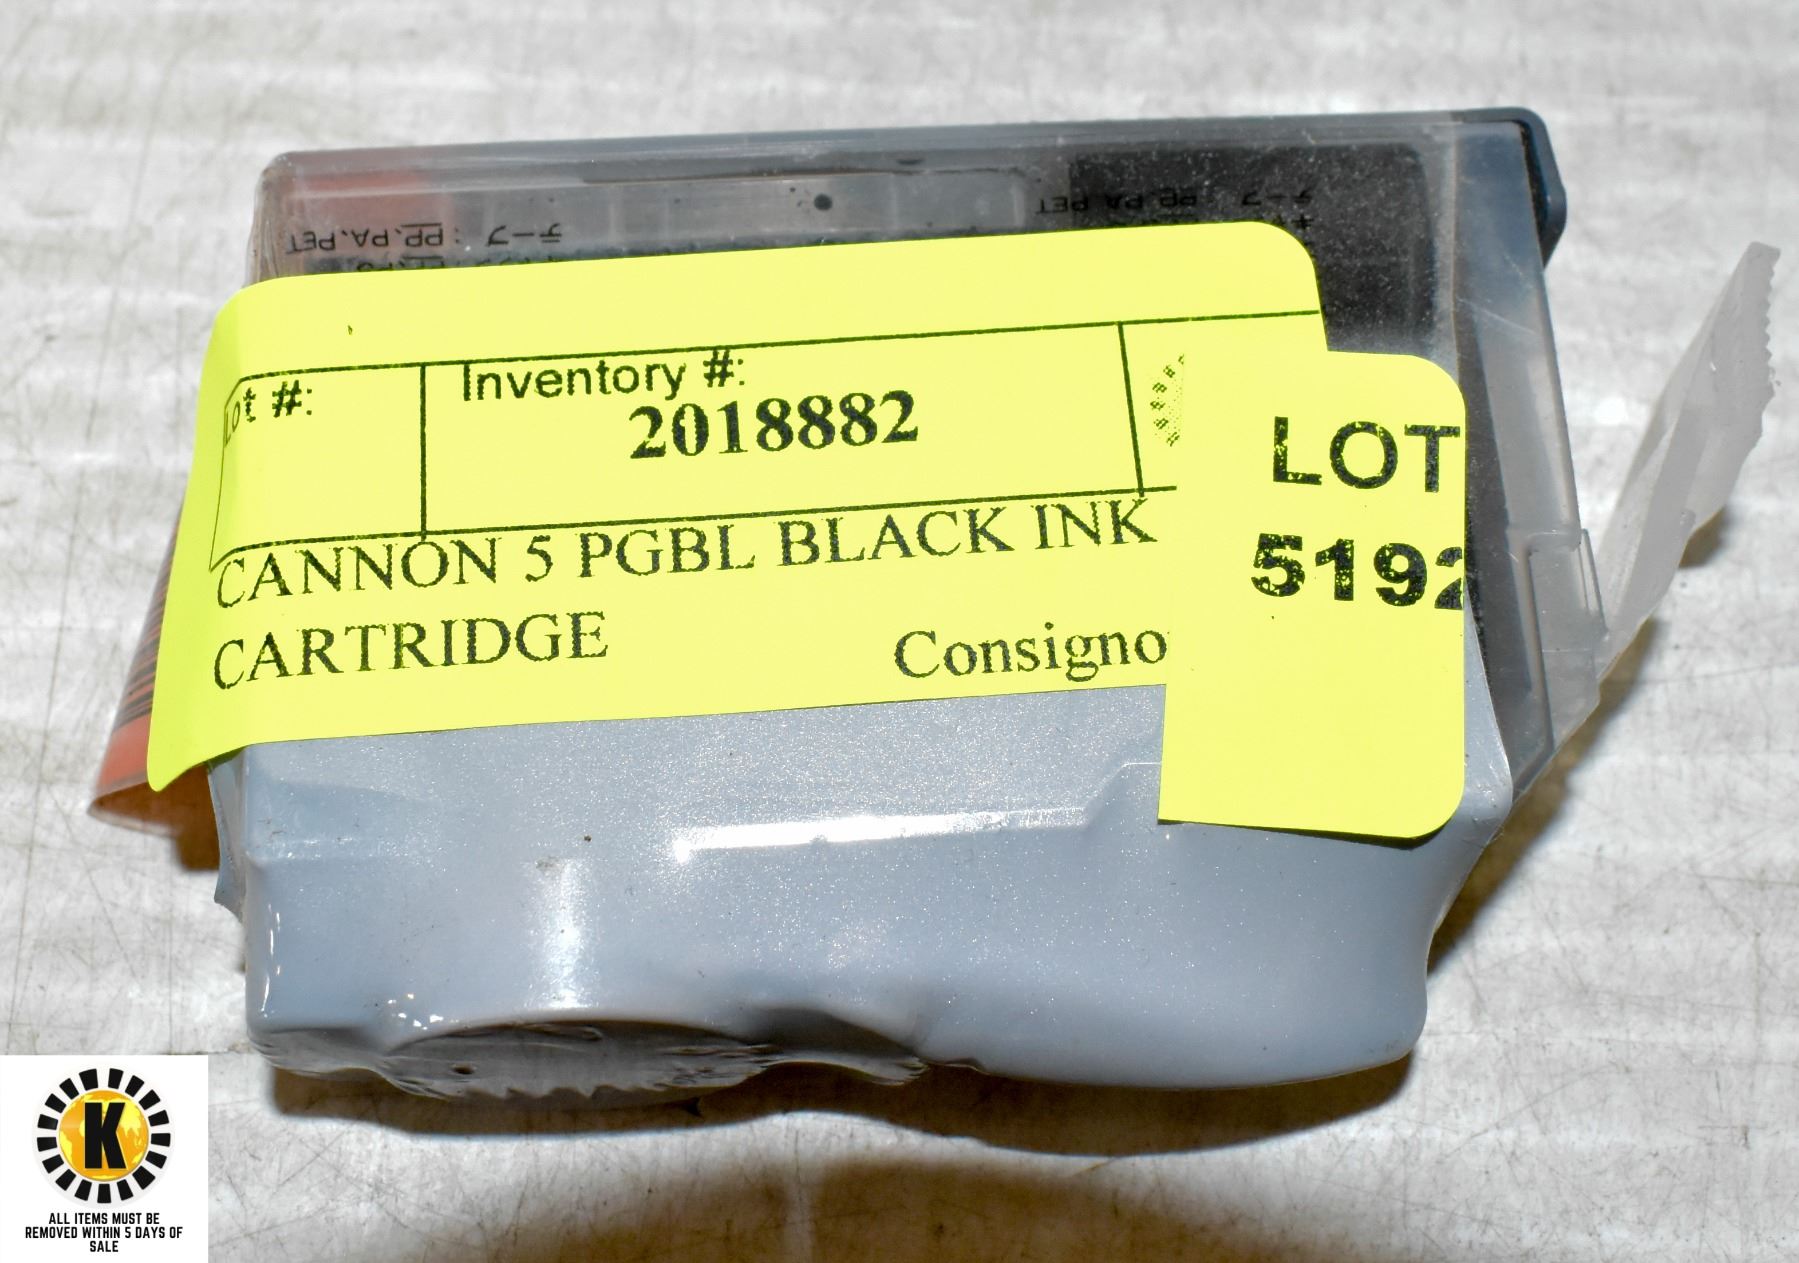 テープ : PP, PA, PET
テープ : PP, PA, PET
Lot #:
Inventory #:
2018882
LOT
5192
CANNON 5 PGBL BLACK INK
CARTRIDGE
Consigno
K
ALL ITEMS MUST BE
REMOVED WITHIN 5 DAYS OF
SALE